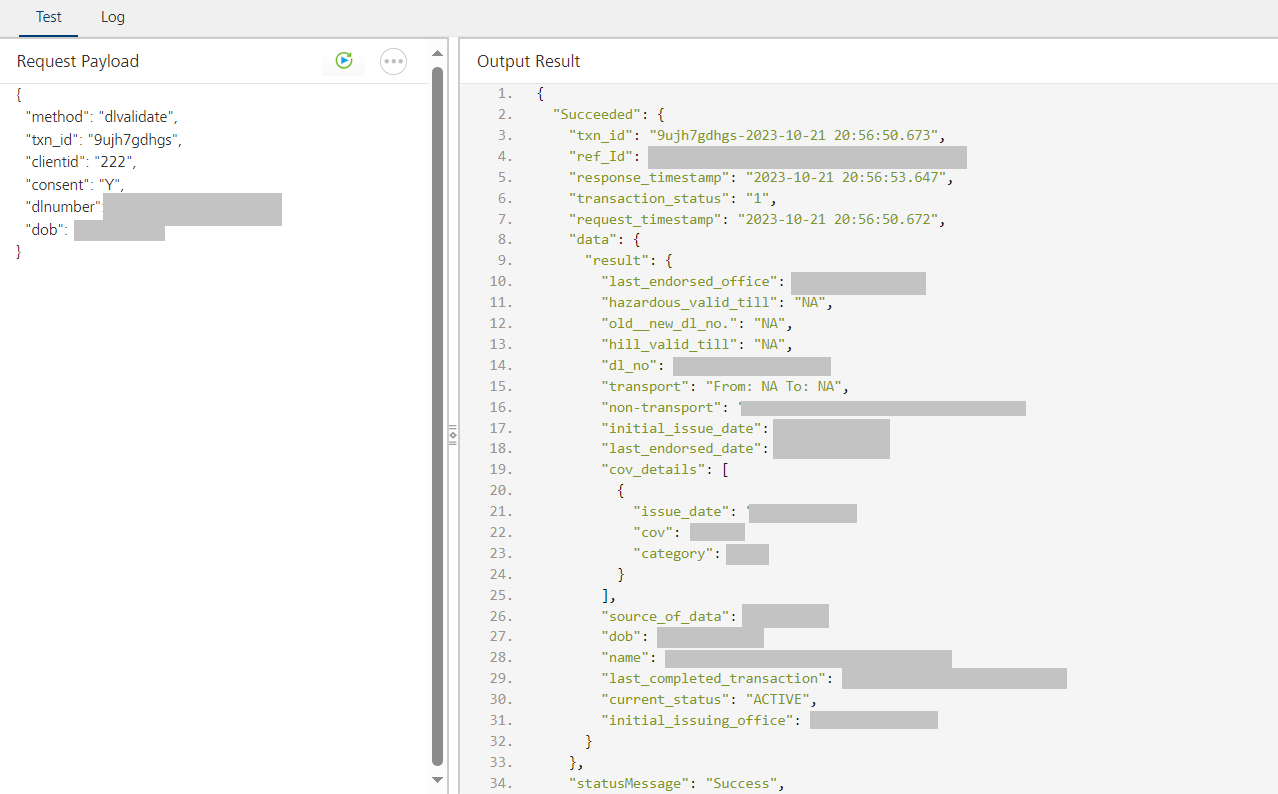 Test Log
Request Payload
{
"method": "dlvalidate",
"txn_id": "9ujh7gdhgs",
"clientid": "222",
"consent": "Y",
"dlnumber":
"dob":
}
Output Result
1. {
2. "Succeeded": {
3. "txn_id": "9ujh7gdhgs-2023-10-21 20:56:50.673",
4. "ref_Id":
5. "response_timestamp": "2023-10-21 20:56:53.647",
6. "transaction_status": "1",
7. "request_timestamp": "2023-10-21 20:56:50.672",
8. "data": {
9. "result": {
10. "last_endorsed_office":
11. "hazardous_valid_till": "NA",
12. "old__new_dl_no.": "NA",
13. "hill_valid_till": "NA",
14. "dl_no":
15. "transport": "From: NA To: NA",
16. "non-transport": "
17. "initial_issue_date":
18. "last_endorsed_date":
19. "cov_details": [
20. {
21. "issue_date": "
22. "cov":
23. "category":
24. }
25. ],
26. "source_of_data":
27. "dob":
28. "name":
29. "last_completed_transaction":
30. "current_status": "ACTIVE",
31. "initial_issuing_office":
32. }
33. },
34. "statusMessage": "Success",